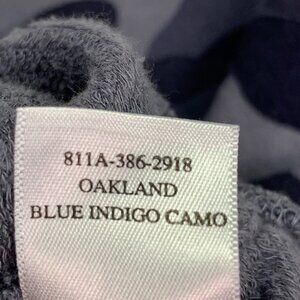 811A-386-2918
OAKLAND
BLUE INDIGO CAMO